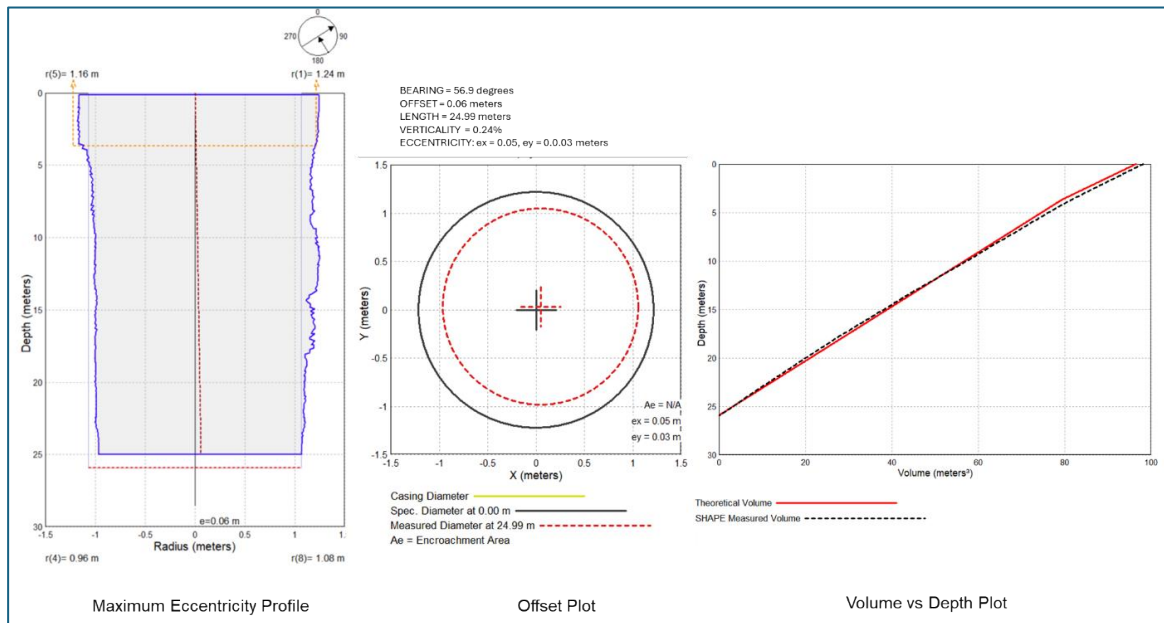 0
270
90
180
r(5)= 1.16 m
r(1)= 1.24 m
0
5
10
15
20
25
30
Depth (meters)
-1
-0.5
0
0.5
1
1.
e=0.06 m
Radius (meters)
r(4)= 0.96 m
r(8)= 1.08 m
Maximum Eccentricity Profile
BEARING = 56.9 degrees
OFFSET = 0.06 meters
LENGTH = 24.99 meters
VERTICALITY = 0.24%
ECCENTRICITY: ex = 0.05, ey = 0.0.03 meters
1
0.5
0
-0.5
-1
-1.5
Y (meters)
Ae = N/A
ex = 0.05 m
ey = 0.03 m
-1.5
-1
-0.5
0
0.5
1
1.5
X (meters)
Casing Diameter
Spec. Diameter at 0.00 m
Measured Diameter at 24.99 m
Ae = Encroachment Area
Offset Plot
0
5
10
15
20
25
30
Depth (meters)
0
20
40
60
80
100
Volume (meters³)
Theoretical Volume
SHAPE Measured Volume
Volume vs Depth Plot